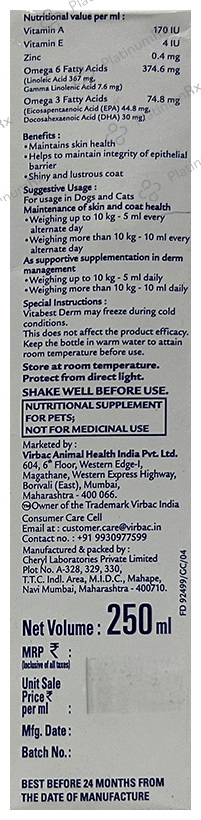 Nutritional value per ml :
Vitamin A 170 IU
Vitamin E 4 IU
Zinc 0.4 mg
Omega 6 Fatty Acids 374.6 mg
(Linoleic Acid 367 mg,
Gamma Linolenic Acid 7.6 mg)
Omega 3 Fatty Acids 74.8 mg
(Eicosapentaenoic Acid (EPA) 44.8 mg,
Docosahexaenoic Acid (DHA) 30 mg)
Benefits :
• Maintains skin health
• Helps to maintain integrity of epithelial
barrier
• Shiny and lustrous coat
Suggestive Usage :
For usage in Dogs and Cats
Maintenance of skin and coat health
• Weighing up to 10 kg - 5 ml every
alternate day
• Weighing more than 10 kg - 10 ml every
alternate day
As supportive supplementation in derm
management
• Weighing up to 10 kg - 5 ml daily
• Weighing more than 10 kg - 10 ml daily
Special Instructions :
Vitabest Derm may freeze during cold
conditions.
This does not affect the product efficacy.
Keep the bottle in warm water to attain
room temperature before use.
Store at room temperature.
Protect from direct light.
SHAKE WELL BEFORE USE.
NUTRITIONAL SUPPLEMENT
FOR PETS;
NOT FOR MEDICINAL USE
Marketed by :
Virbac Animal Health India Pvt. Ltd.
604, 6th Floor, Western Edge-I,
Magathane, Western Express Highway,
Borivali (East), Mumbai,
Maharashtra - 400 066.
TM Owner of the Trademark Virbac India
Consumer Care Cell
Email at : customer.care@virbac.in
Contact no. : +91 9930977599
Manufactured & packed by :
Cheryl Laboratories Private Limited
Plot No. A-328, 329, 330,
T.T.C. Indl. Area, M.I.D.C., Mahape,
Navi Mumbai, Maharashtra - 400710.
FD 92499/GC/04
Net Volume : 250 ml
MRP ₹ :
(Inclusive of all taxes)
Unit Sale
Price ₹ :
per ml
Mfg. Date :
Batch No. :
BEST BEFORE 24 MONTHS FROM
THE DATE OF MANUFACTURE